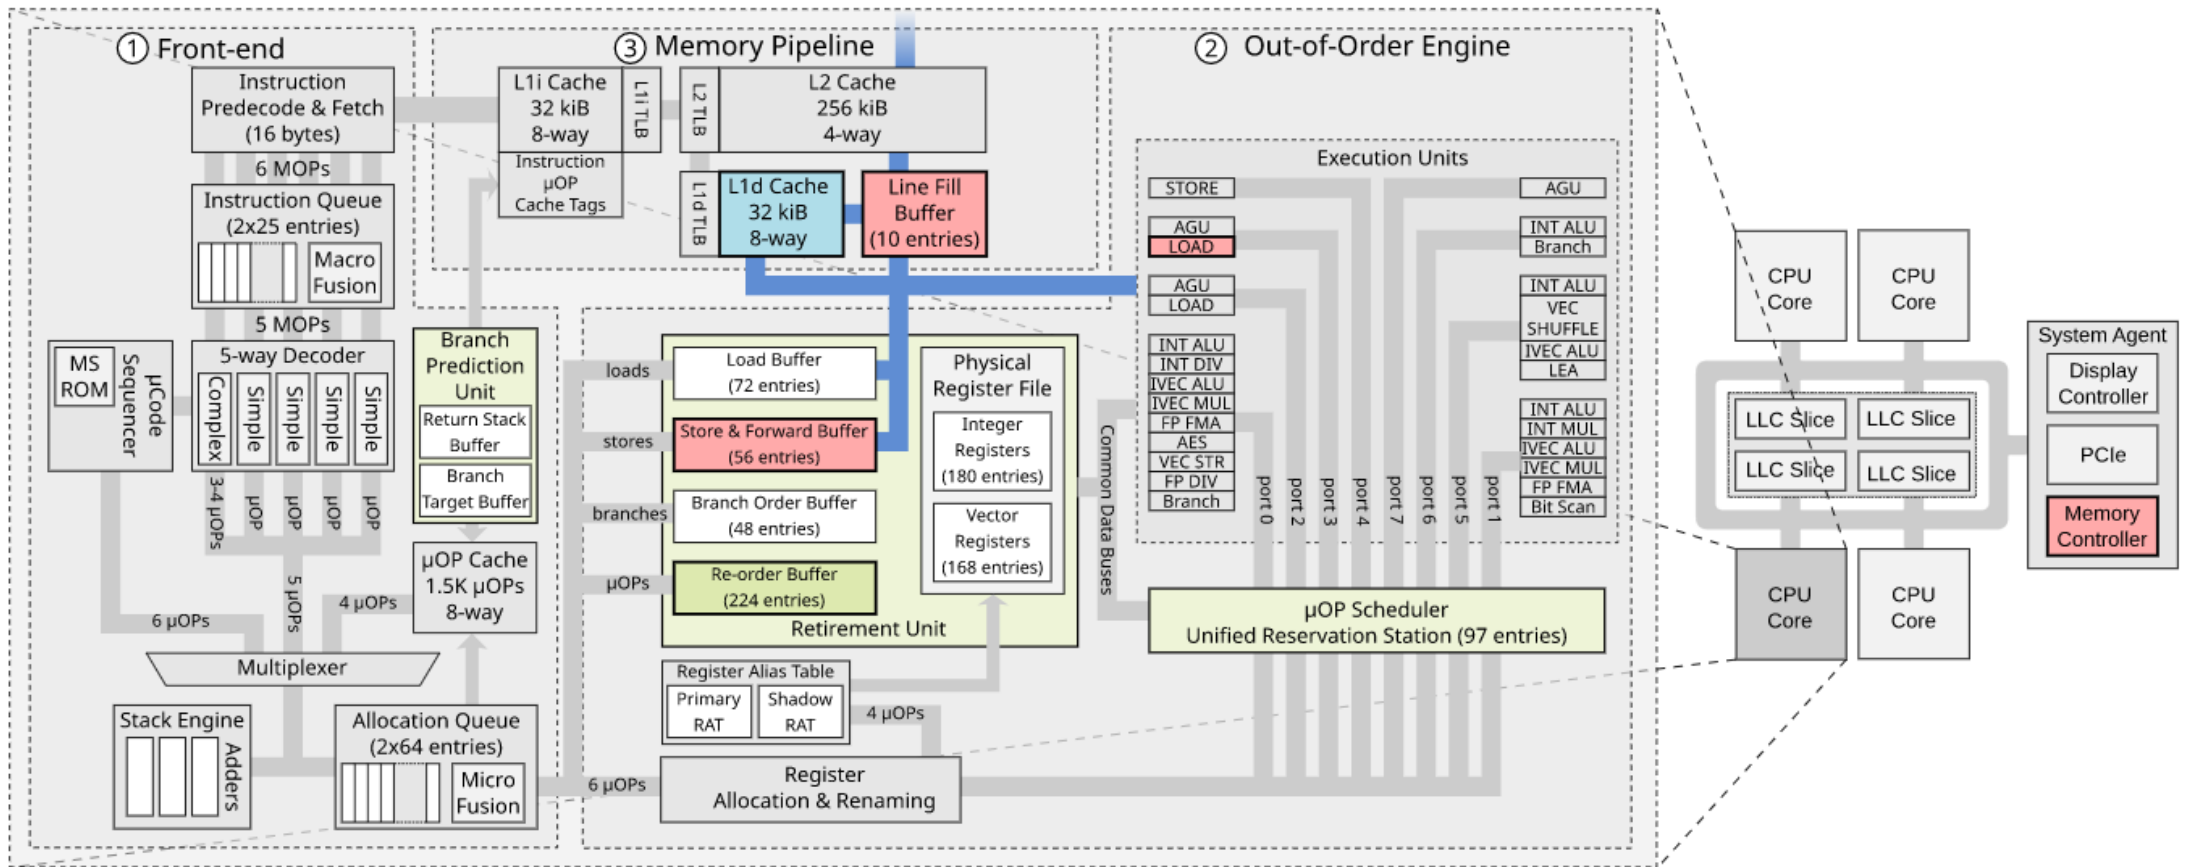 ① Front-end
Instruction
Predecode & Fetch
(16 bytes)
6 MOPs
Instruction Queue
(2x25 entries)
Macro
Fusion
5 MOPs
MS
ROM
µCode
Sequencer
5-way Decoder
Complex
Simple
Simple
Simple
Simple
3-4 µOPs
µOP
µOP
µOP
µOP
5 µOPs
Branch
Prediction
Unit
Return Stack
Buffer
Branch
Target Buffer
µOP Cache
1.5K µOPs
8-way
6 µOPs
4 µOPs
Multiplexer
Stack Engine
Adders
Allocation Queue
(2x64 entries)
Micro
Fusion
③ Memory Pipeline
L1i Cache
32 kiB
8-way
L1i TLB
Instruction
µOP
Cache Tags
L2 TLB
L2 Cache
256 kiB
4-way
L1d TLB
L1d Cache
32 kiB
8-way
Line Fill
Buffer
(10 entries)
② Out-of-Order Engine
loads
stores
branches
µOPs
Load Buffer
(72 entries)
Store & Forward Buffer
(56 entries)
Branch Order Buffer
(48 entries)
Re-order Buffer
(224 entries)
Retirement Unit
Physical
Register File
Integer
Registers
(180 entries)
Vector
Registers
(168 entries)
Register Alias Table
Primary
RAT
Shadow
RAT
4 µOPs
6 µOPs
Register
Allocation & Renaming
Common Data Buses
Execution Units
STORE
AGU
LOAD
AGU
LOAD
INT ALU
INT DIV
IVEC ALU
IVEC MUL
FP FMA
AES
VEC STR
FP DIV
Branch
port 0
port 2
port 3
port 4
port 7
port 6
port 5
port 1
AGU
INT ALU
Branch
INT ALU
VEC
SHUFFLE
IVEC ALU
LEA
INT ALU
INT MUL
IVEC ALU
IVEC MUL
FP FMA
Bit Scan
µOP Scheduler
Unified Reservation Station (97 entries)
CPU
Core
CPU
Core
LLC Slice
LLC Slice
LLC Slice
LLC Slice
CPU
Core
CPU
Core
System Agent
Display
Controller
PCIe
Memory
Controller